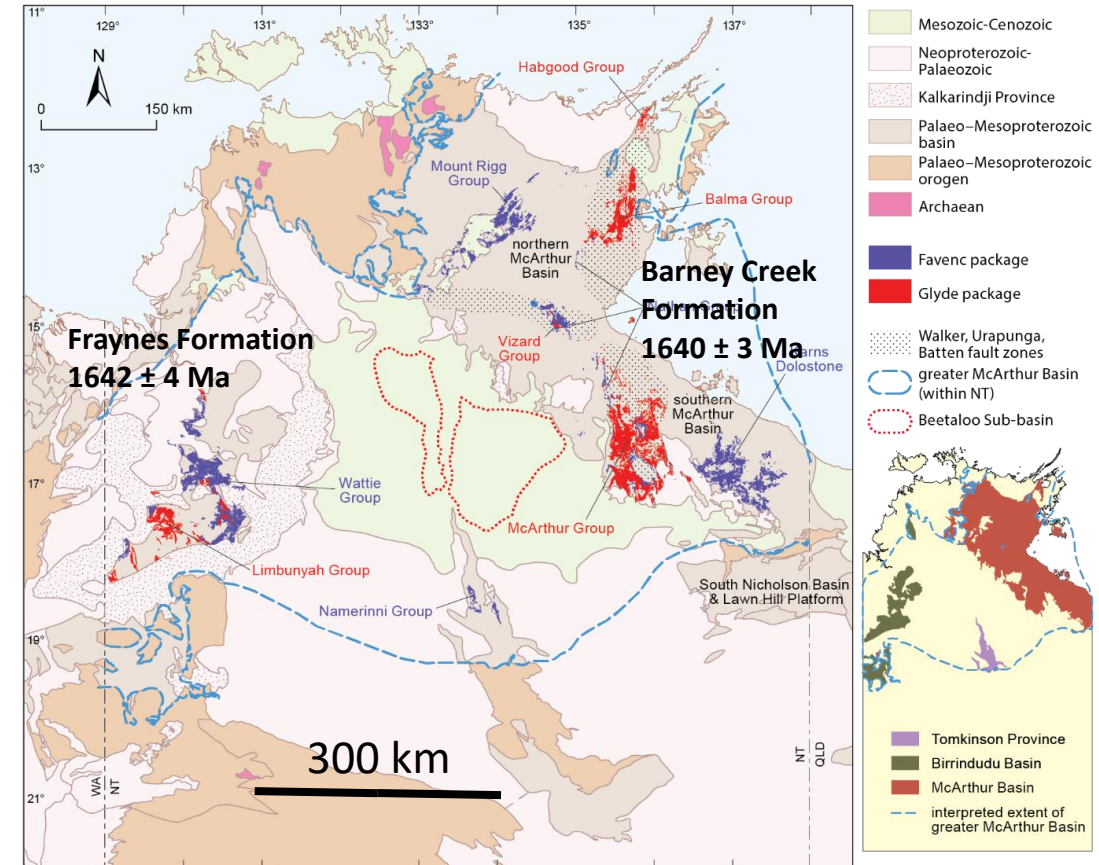 11°
129°
131°
133°
135°
137°
N
0
150 km
Habgood Group
13°
Mount Rigg
Group
Balma Group
northern
McArthur
Basin
Barney Creek
Formation
1640 ± 3 Ma
15°
Fraynes Formation
1642 ± 4 Ma
Vizard
Group
Dolostone
southern
McArthur
Basin
17°
Wattie
Group
McArthur Group
Limbunyah Group
Namerinni Group
South Nicholson Basin
& Lawn Hill Platform
19°
300 km
WA
NT
NT
QLD
21°
Mesozoic-Cenozoic
Neoproterozoic-
Palaeozoic
Kalkarindji Province
Palaeo–Mesoproterozoic
basin
Palaeo–Mesoproterozoic
orogen
Archaean
Favenc package
Glyde package
Walker, Urapunga,
Batten fault zones
greater McArthur Basin
(within NT)
Beetaloo Sub-basin
Tomkinson Province
Birrindudu Basin
McArthur Basin
interpreted extent of
greater McArthur Basin